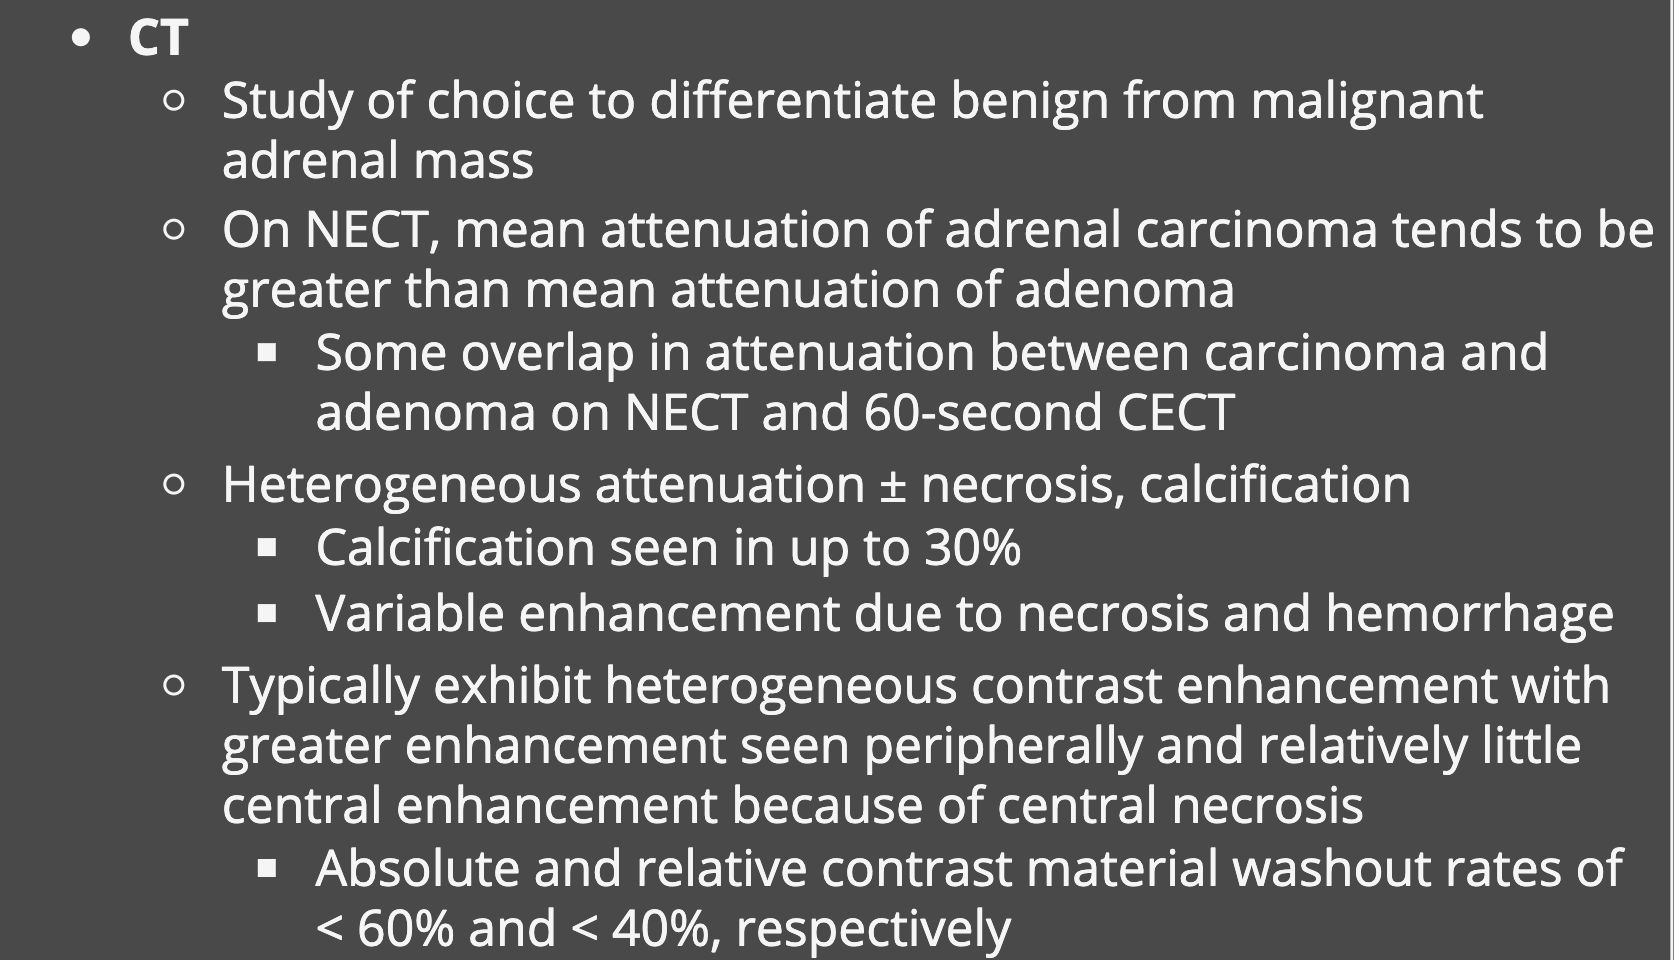 • CT
○ Study of choice to differentiate benign from malignant
adrenal mass
○ On NECT, mean attenuation of adrenal carcinoma tends to be
greater than mean attenuation of adenoma
▪ Some overlap in attenuation between carcinoma and
adenoma on NECT and 60-second CECT
○ Heterogeneous attenuation ± necrosis, calcification
▪ Calcification seen in up to 30%
▪ Variable enhancement due to necrosis and hemorrhage
○ Typically exhibit heterogeneous contrast enhancement with
greater enhancement seen peripherally and relatively little
central enhancement because of central necrosis
▪ Absolute and relative contrast material washout rates of
< 60% and < 40%, respectively